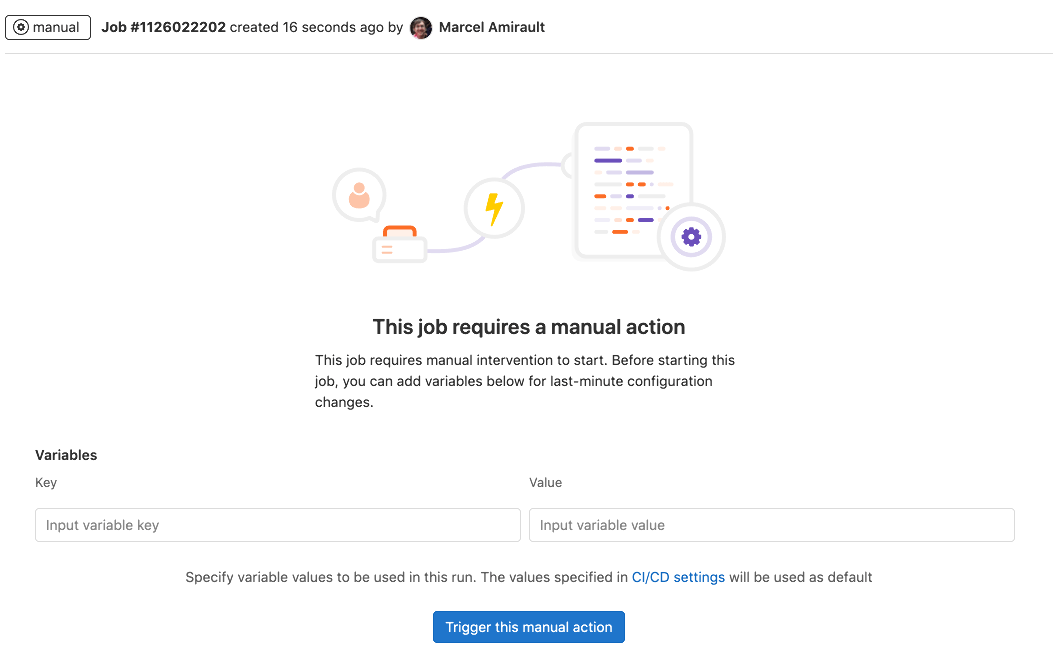 manual Job #1126022202 created 16 seconds ago by Marcel Amirault
This job requires a manual action
This job requires manual intervention to start. Before starting this
job, you can add variables below for last-minute configuration
changes.
Variables
Key Value
Input variable key Input variable value
Specify variable values to be used in this run. The values specified in CI/CD settings will be used as default
Trigger this manual action